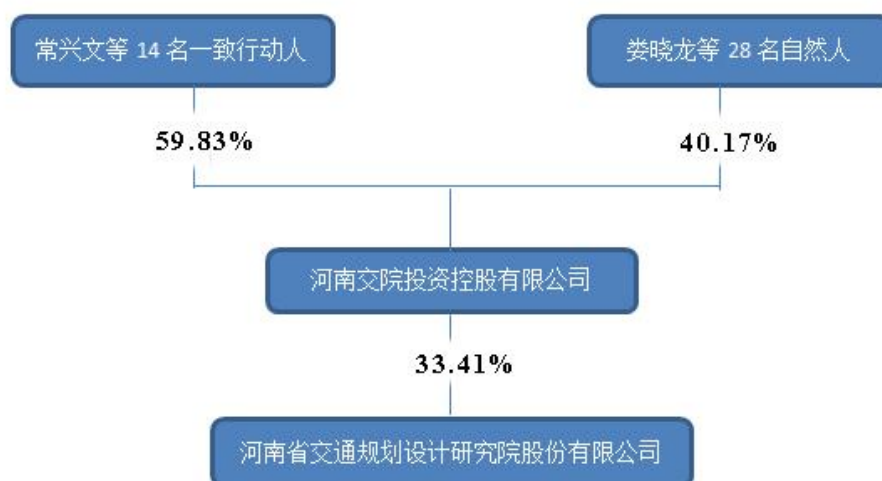 常兴文等 14 名一致行动人
娄晓龙等 28 名自然人
59.83%
40.17%
河南交院投资控股有限公司
33.41%
河南省交通规划设计研究院股份有限公司